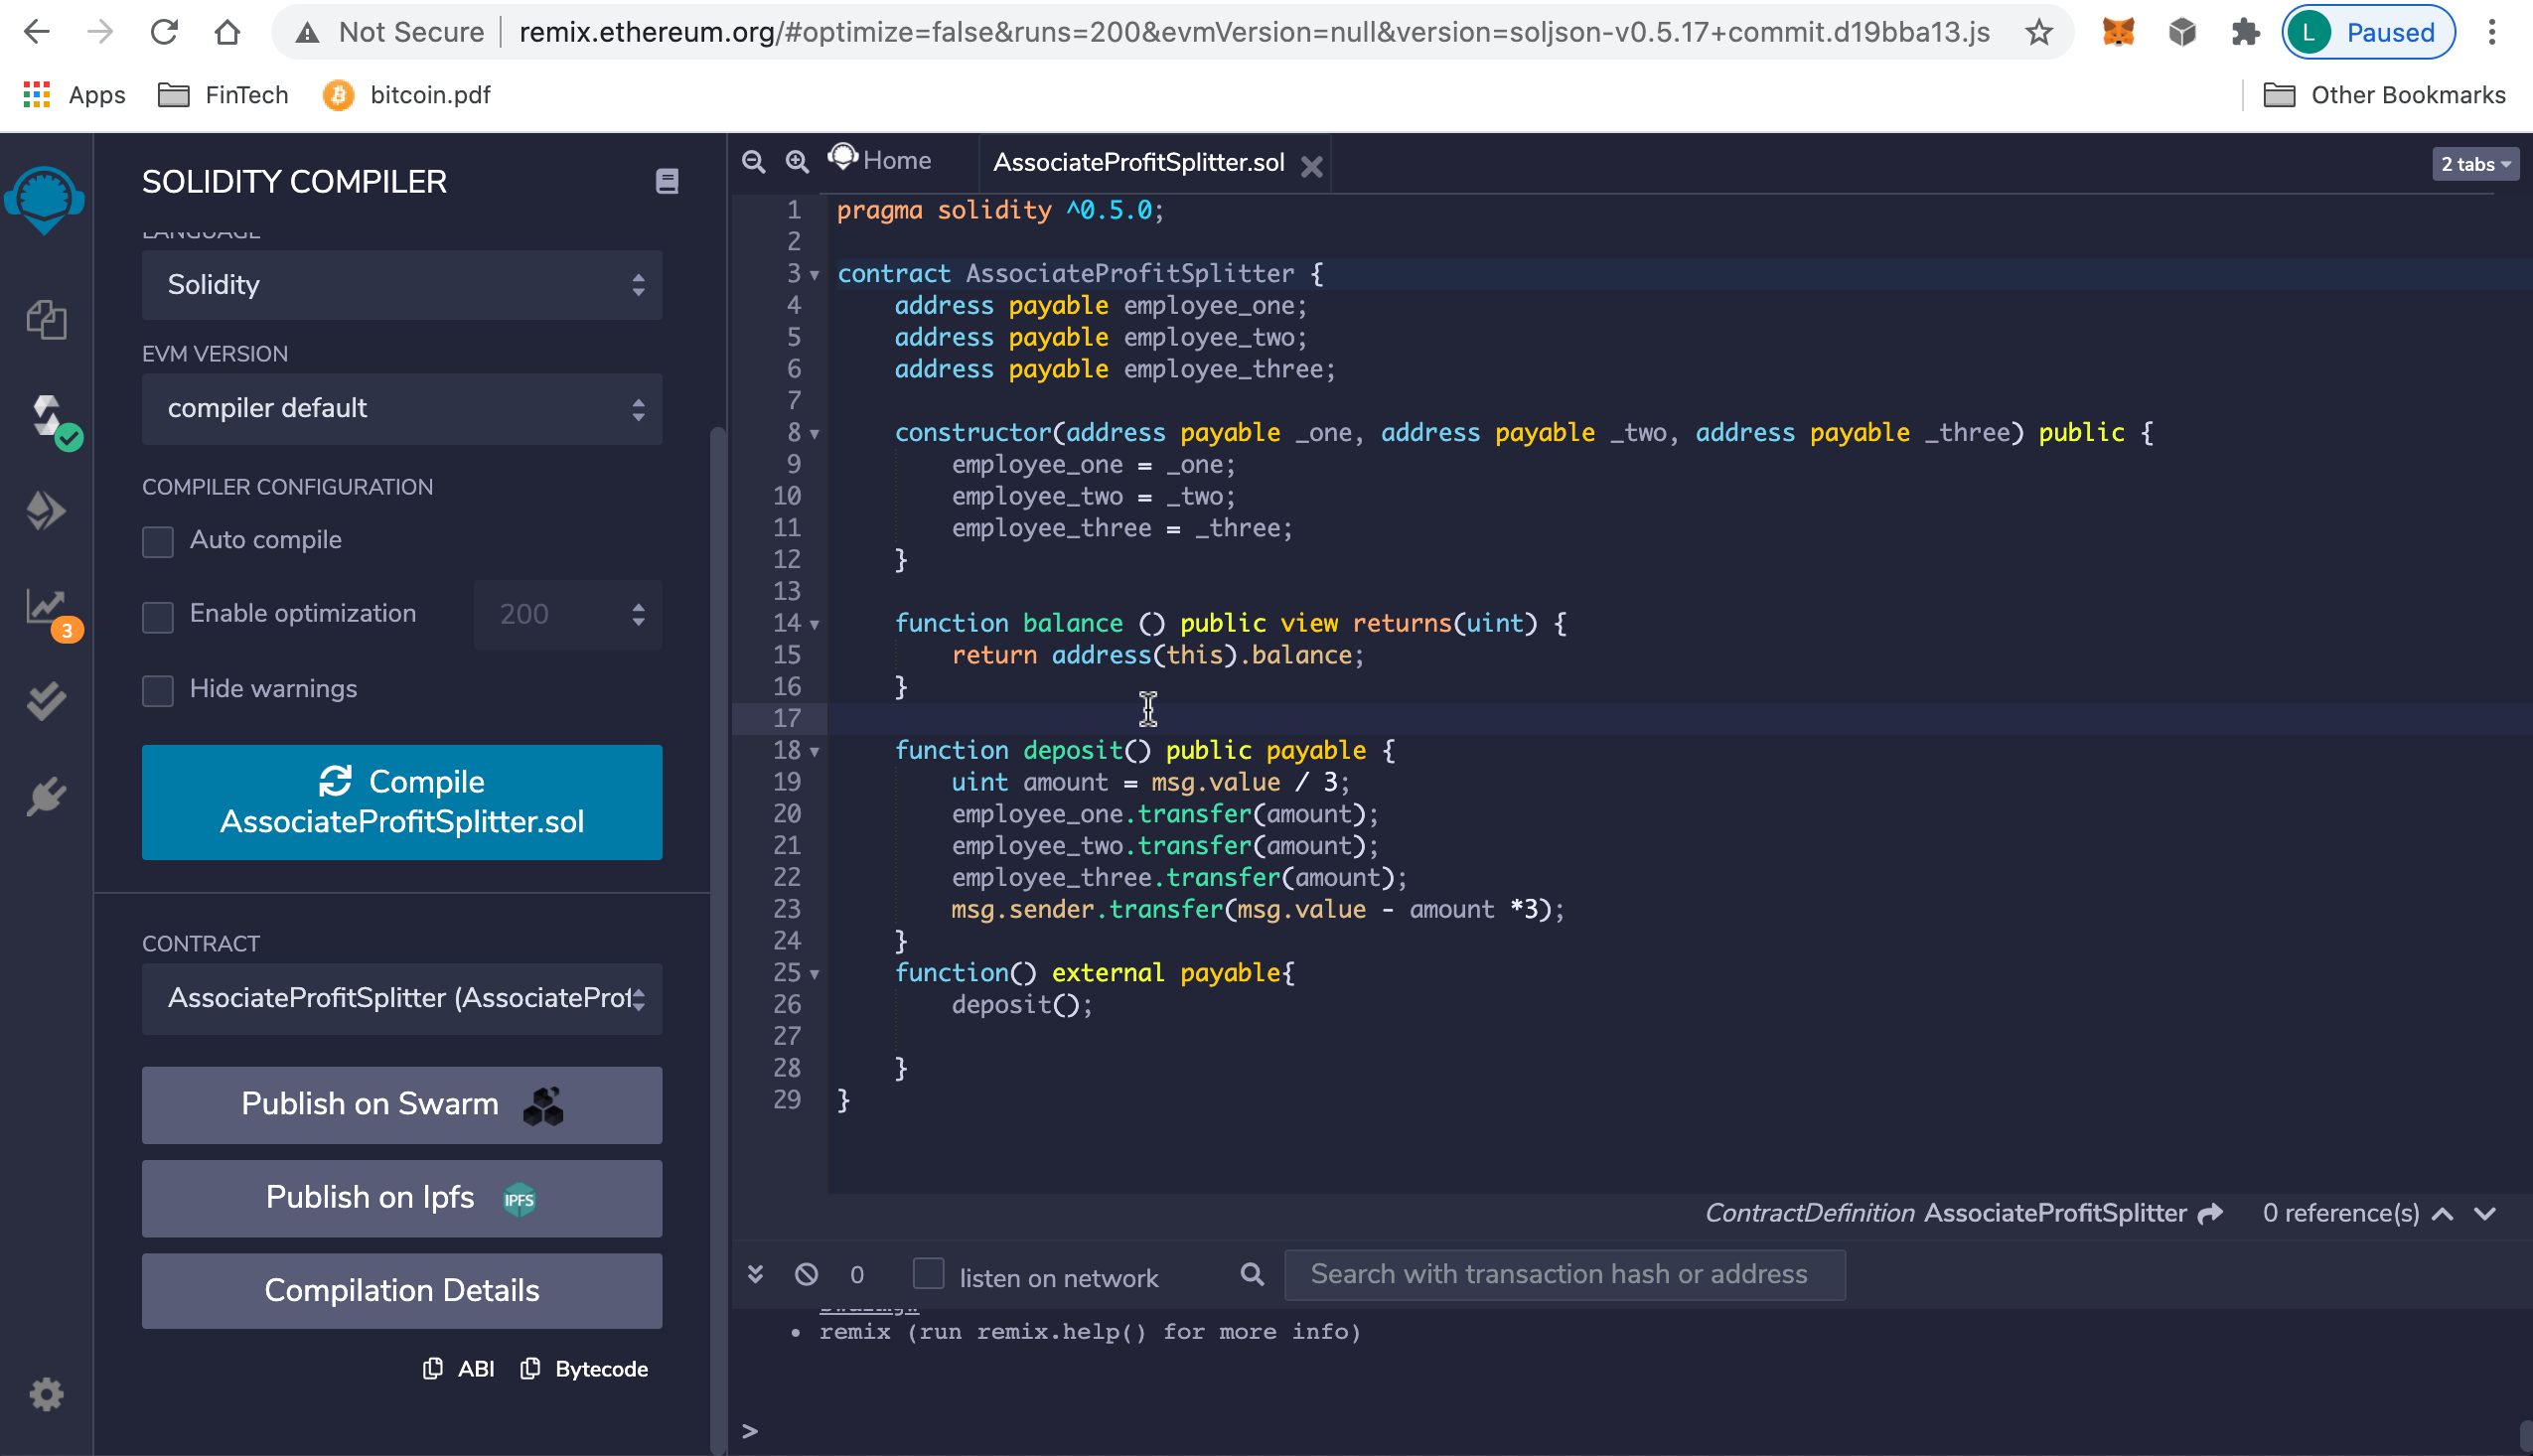 Not Secure
remix.ethereum.org/#optimize=false&runs=200&evmVersion=null&version=soljson-v0.5.17+commit.d19bba13.js
L Paused
Apps
FinTech
bitcoin.pdf
Other Bookmarks
SOLIDITY COMPILER
LANGUAGE
Solidity
EVM VERSION
compiler default
COMPILER CONFIGURATION
Auto compile
Enable optimization
200
Hide warnings
3
Compile
AssociateProfitSplitter.sol
CONTRACT
AssociateProfitSplitter (AssociateProf
Publish on Swarm
Publish on Ipfs IPFS
Compilation Details
ABI
Bytecode
Home
AssociateProfitSplitter.sol
2 tabs
1 pragma solidity ^0.5.0;
2
3 contract AssociateProfitSplitter {
4 address payable employee_one;
5 address payable employee_two;
6 address payable employee_three;
7
8 constructor(address payable _one, address payable _two, address payable _three) public {
9 employee_one = _one;
10 employee_two = _two;
11 employee_three = _three;
12 }
13
14 function balance () public view returns(uint) {
15 return address(this).balance;
16 }
17
18 function deposit() public payable {
19 uint amount = msg.value / 3;
20 employee_one.transfer(amount);
21 employee_two.transfer(amount);
22 employee_three.transfer(amount);
23 msg.sender.transfer(msg.value - amount *3);
24 }
25 function() external payable{
26 deposit();
27
28 }
29 }
ContractDefinition AssociateProfitSplitter
0 reference(s)
0
listen on network
Search with transaction hash or address
• remix (run remix.help() for more info)
>